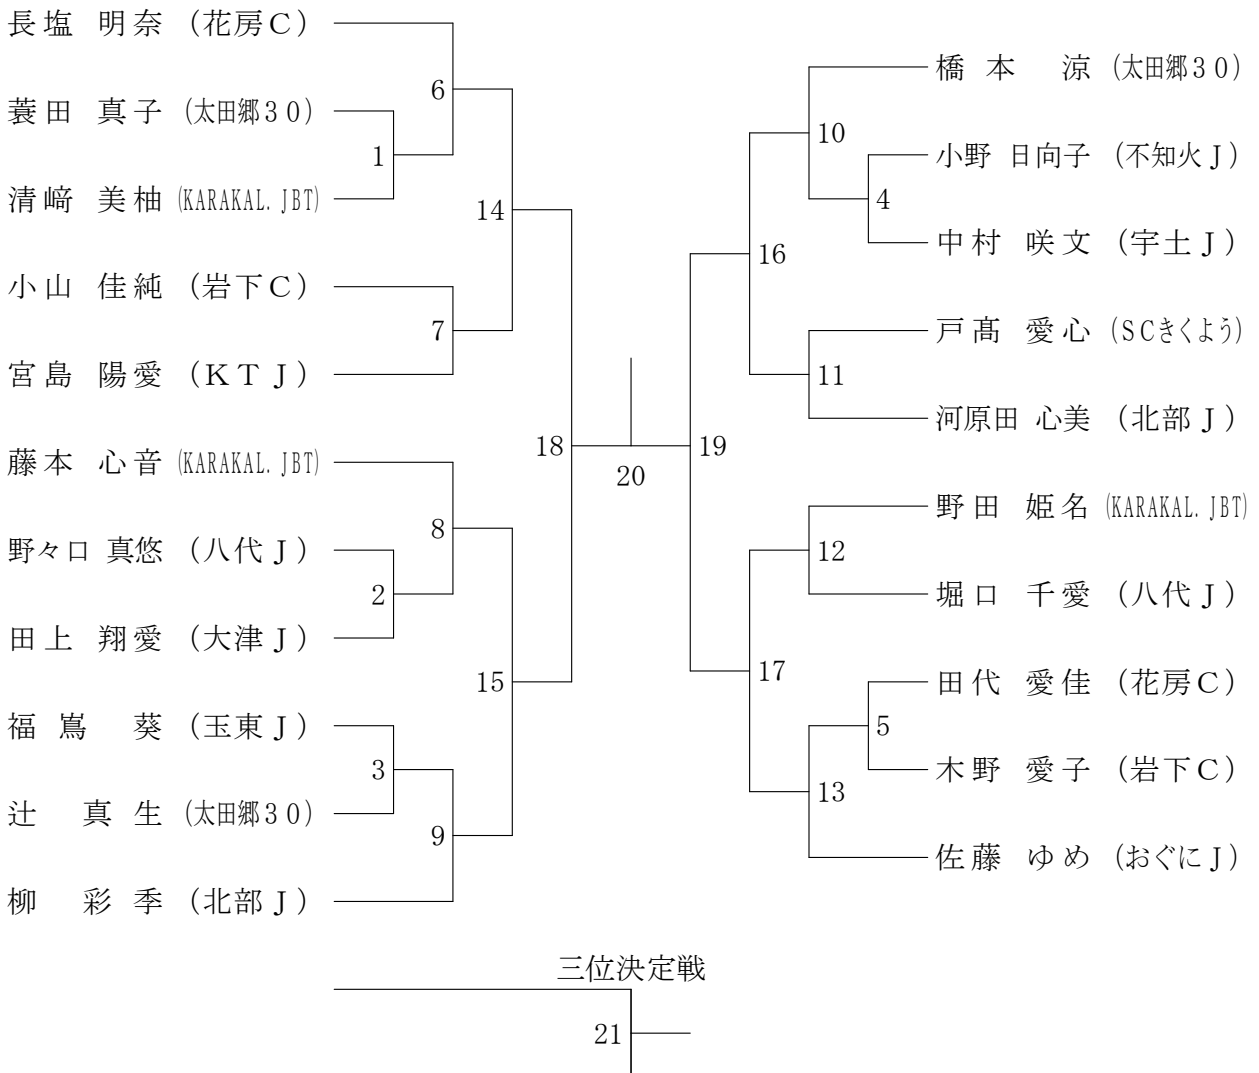 長塩 明奈 (花房C)
蓑田 真子 (太田郷30)
清﨑 美柚 (KARAKAL.JBT)
小山 佳純 (岩下C)
宮島 陽愛 (KTJ)
藤本 心音 (KARAKAL.JBT)
野々口 真悠 (八代J)
田上 翔愛 (大津J)
福嶌 葵 (玉東J)
辻 真生 (太田郷30)
柳 彩季 (北部J)
6
1
14
7
18
8
2
15
3
9
20
橋本 涼 (太田郷30)
小野 日向子 (不知火J)
中村 咲文 (宇土J)
戸髙 愛心 (SCきくよう)
河原田 心美 (北部J)
野田 姫名 (KARAKAL.JBT)
堀口 千愛 (八代J)
田代 愛佳 (花房C)
木野 愛子 (岩下C)
佐藤 ゆめ (おぐにJ)
10
4
16
11
19
12
17
5
13
三位決定戦
21